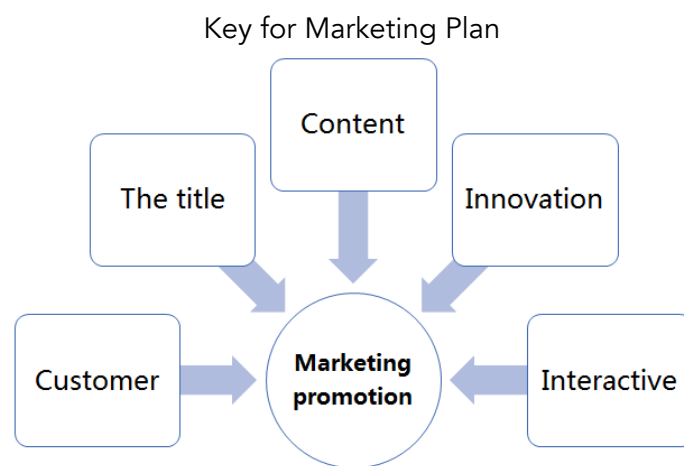 Key for Marketing Plan
Content
The title
Innovation
Customer
Marketing
promotion
Interactive